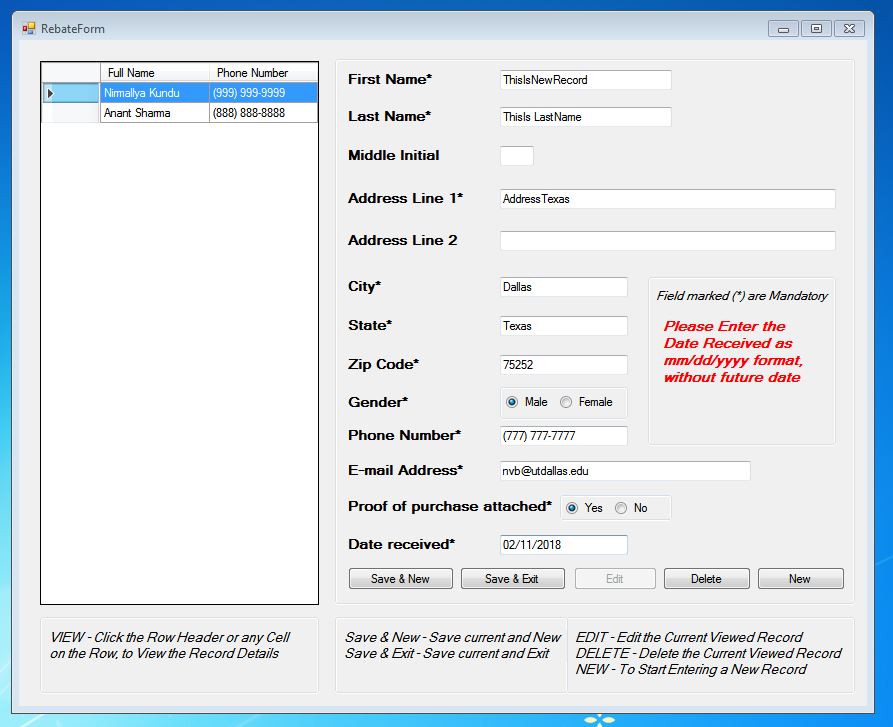 RebateForm
Full Name Phone Number
Nirmallya Kundu (999) 999-9999
Anant Sharma (888) 888-8888
First Name* ThisIsNewRecord
Last Name* ThisIs LastName
Middle Initial
Address Line 1* AddressTexas
Address Line 2
City* Dallas
State* Texas
Zip Code* 75252
Gender* Male Female
Phone Number* (777) 777-7777
E-mail Address* nvb@utdallas.edu
Proof of purchase attached* Yes No
Date received* 02/11/2018
Field marked (*) are Mandatory
Please Enter the
Date Received as
mm/dd/yyyy format,
without future date
Save & New Save & Exit Edit Delete New
VIEW - Click the Row Header or any Cell
on the Row, to View the Record Details
Save & New - Save current and New
Save & Exit - Save current and Exit
EDIT - Edit the Current Viewed Record
DELETE - Delete the Current Viewed Record
NEW - To Start Entering a New Record